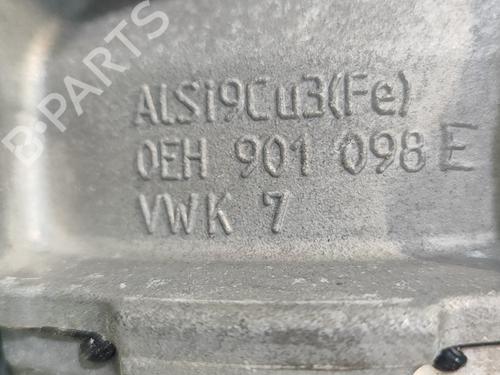 B-PARTS
AlSi9Cu3(Fe)
0EH 901 098 E
VWK 7